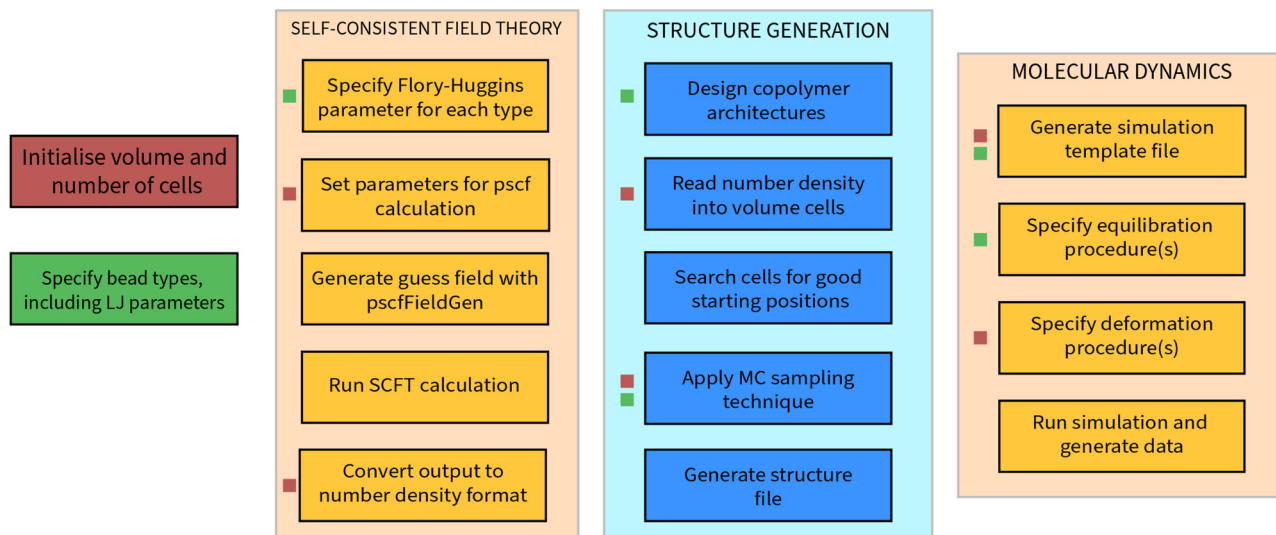 Initialise volume and
number of cells
Specify bead types,
including LJ parameters
SELF-CONSISTENT FIELD THEORY
Specify Flory-Huggins
parameter for each type
Set parameters for pscf
calculation
Generate guess field with
pscfFieldGen
Run SCFT calculation
Convert output to
number density format
STRUCTURE GENERATION
Design copolymer
architectures
Read number density
into volume cells
Search cells for good
starting positions
Apply MC sampling
technique
Generate structure
file
MOLECULAR DYNAMICS
Generate simulation
template file
Specify equilibration
procedure(s)
Specify deformation
procedure(s)
Run simulation and
generate data